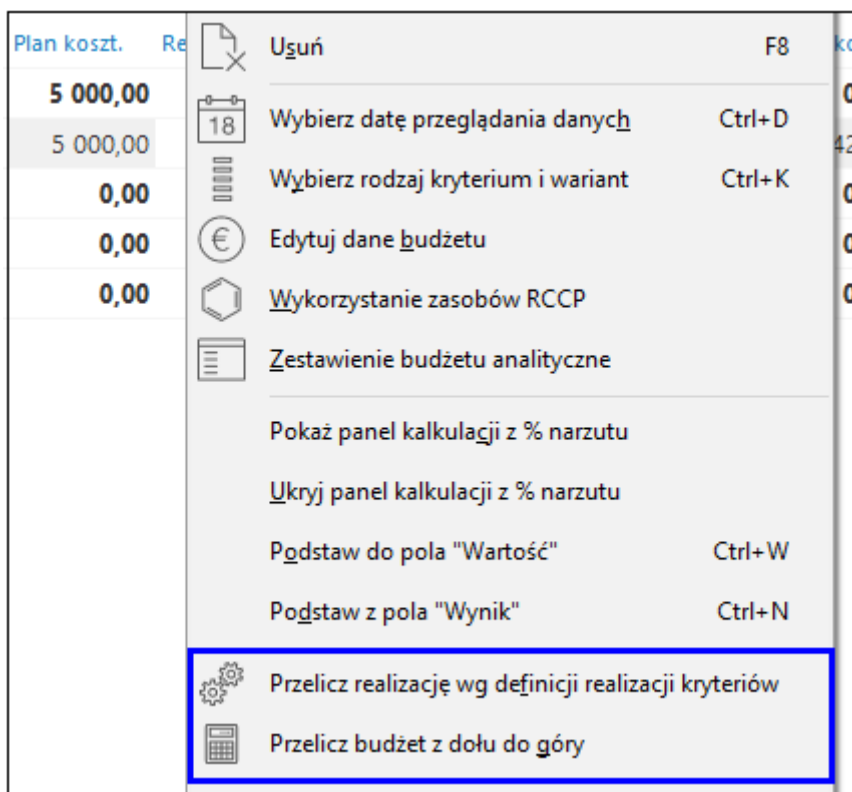 Plan koszt. Re
Usuń F8
5 000,00
18 Wybierz datę przeglądania danych Ctrl+D
5 000,00 42
Wybierz rodzaj kryterium i wariant Ctrl+K
0,00
Edytuj dane budżetu
0,00
Wykorzystanie zasobów RCCP
0,00
Zestawienie budżetu analityczne
Pokaż panel kalkulacji z % narzutu
Ukryj panel kalkulacji z % narzutu
Podstaw do pola "Wartość" Ctrl+W
Podstaw z pola "Wynik" Ctrl+N
Przelicz realizację wg definicji realizacji kryteriów
Przelicz budżet z dołu do góry